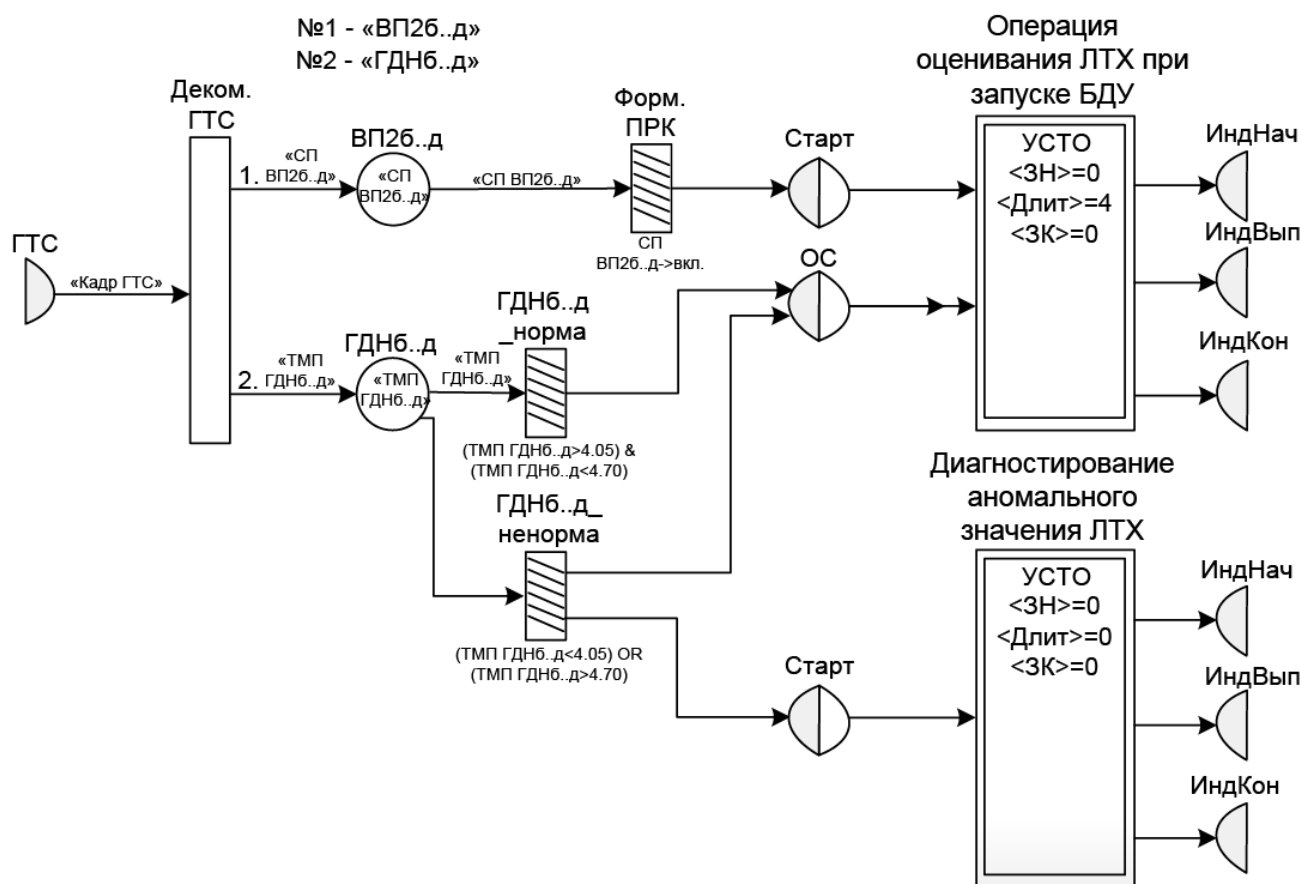 №1 - «ВП2б..д»
№2 - «ГДНб..д»
Операция
оценивания ЛТХ при
запуске БДУ
Деком.
ГТС
Форм.
ПРК
ВП2б..д
Старт
УСТО
<ЗН>=0
<Длит>=4
<ЗК>=0
ИндНач
ИндВып
ИндКон
1.
«СП
ВП2б..д»
«СП
ВП2б..д»
«СП ВП2б..д»
СП
ВП2б..д->вкл.
ГТС
«Кадр ГТС»
ОС
ГДНб..д
_норма
ГДНб..д
2.
«ТМП
ГДНб..д»
«ТМП
ГДНб..д»
«ТМП
ГДНб..д»
(ТМП ГДНб..д>4.05) &
(ТМП ГДНб..д<4.70)
ГДНб..д_
ненорма
(ТМП ГДНб..д<4.05) OR
(ТМП ГДНб..д>4.70)
Диагностирование
аномального
значения ЛТХ
Старт
УСТО
<ЗН>=0
<Длит>=0
<ЗК>=0
ИндНач
ИндВып
ИндКон